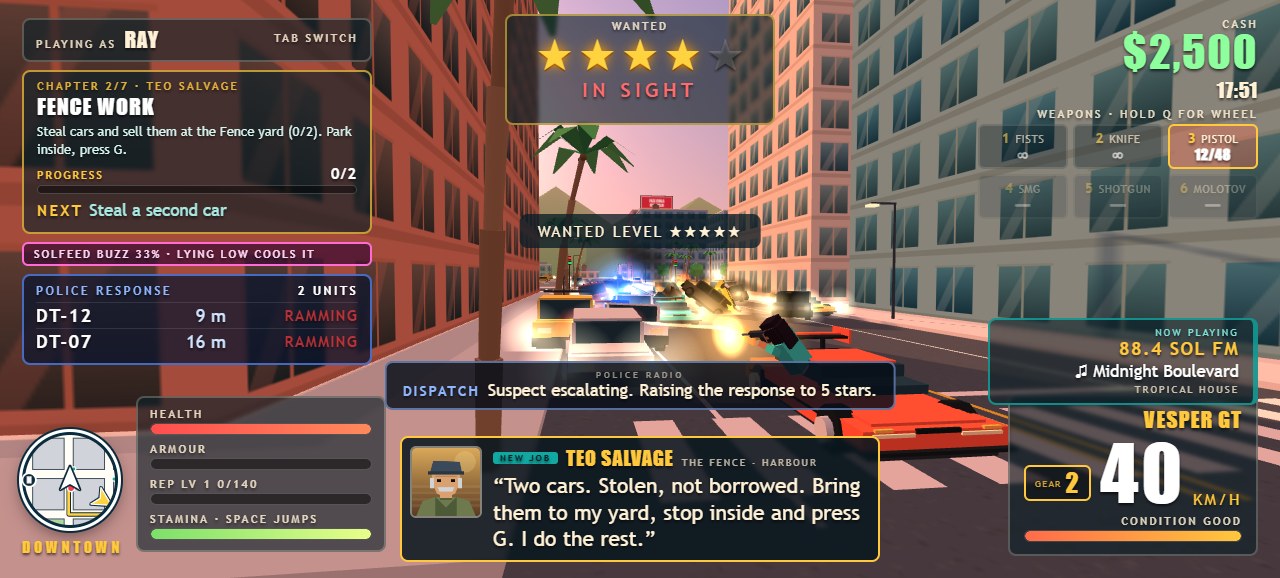 PLAYING AS RAY TAB SWITCH
CHAPTER 2/7 · TEO SALVAGE
FENCE WORK
Steal cars and sell them at the Fence yard (0/2). Park
inside, press G.
PROGRESS 0/2
NEXT Steal a second car
SOLFEED BUZZ 33% · LYING LOW COOLS IT
POLICE RESPONSE 2 UNITS
DT-12 9 m RAMMING
DT-07 16 m RAMMING
HEALTH
ARMOUR
REP LV 1 0/140
STAMINA · SPACE JUMPS
DOWNTOWN
WANTED
★★★★★
IN SIGHT
WANTED LEVEL ★★★★★
POLICE RADIO
DISPATCH Suspect escalating. Raising the response to 5 stars.
NEW JOB TEO SALVAGE THE FENCE - HARBOUR
“Two cars. Stolen, not borrowed. Bring
them to my yard, stop inside and press
G. I do the rest.”
CASH
$2,500
17:51
WEAPONS · HOLD Q FOR WHEEL
1 FISTS
∞
2 KNIFE
∞
3 PISTOL
12/48
4 SMG
—
5 SHOTGUN
—
6 MOLOTOV
—
NOW PLAYING
88.4 SOL FM
♫ Midnight Boulevard
TROPICAL HOUSE
VESPER GT
GEAR 2 40 KM/H
CONDITION GOOD